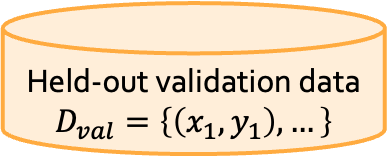 Held-out validation data
D_{val} = {(x_1, y_1), … }